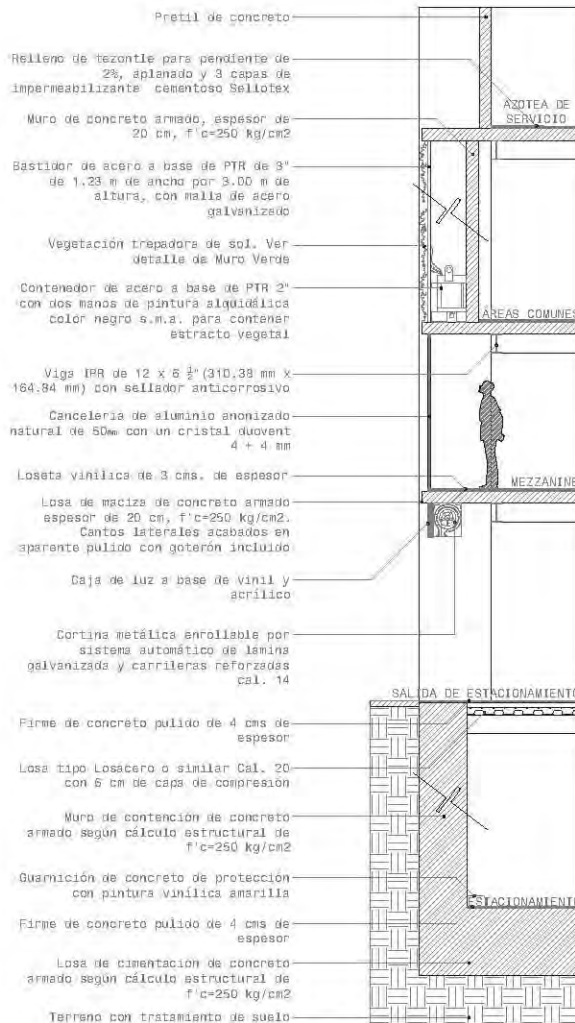 Pretil de concreto
Relleno de tezontle para pendiente de
2%, aplanado y 3 capas de
impermeabilizante cementoso Sellotex
AZOTEA DE
SERVICIO
Muro de concreto armado, espesor de
20 cm, f'c=250 kg/cm2
Bastidor de acero a base de PTR de 3"
de 1.23 m de ancho por 3.00 m de
altura, con malla de acero
galvanizado
Vegetación trepadora de sol. Ver
detalle de Muro Verde
Contenedor de acero a base de PTR 2"
con dos manos de pintura alquidálica
color negro s.m.a. para contener
estracto vegetal
ÁREAS COMUNES
Viga IPR de 12 x 6 ½"(310.38 mm x
164.84 mm) con sellador anticorrosivo
Cancelería de aluminio anonizado
natural de 50mm con un cristal duovent
4 + 4 mm
Loseta vinílica de 3 cms. de espesor
MEZZANINE
Losa de maciza de concreto armado
espesor de 20 cm, f'c=250 kg/cm2.
Cantos laterales acabados en
aparente pulido con goterón incluido
Caja de luz a base de vinil y
acrílico
Cortina metálica enrollable por
sistema automático de lamina
galvanizada y carrileras reforzadas
cal. 14
SALIDA DE ESTACIONAMIENTO
Firme de concreto pulido de 4 cms de
espesor
Losa tipo Losacero o similar Cal. 20
con 6 cm de capa de compresión
Muro de contención de concreto
armado según cálculo estructural de
f'c=250 kg/cm2
Guarnición de concreto de protección
con pintura vinílica amarilla
ESTACIONAMIENTO
Firme de concreto pulido de 4 cms de
espesor
Losa de cimentación de concreto
armado según cálculo estructural de
f'c=250 kg/cm2
Terreno con tratamiento de suelo